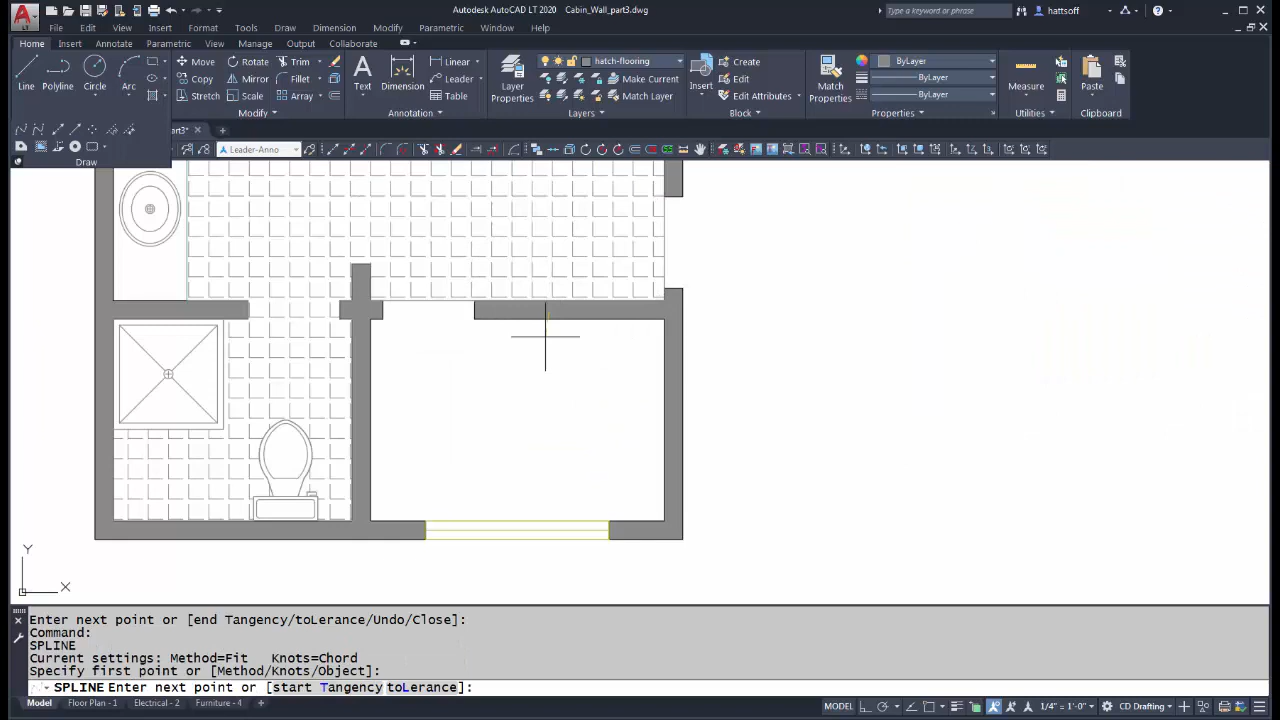 Autodesk AutoCAD LT 2020 Cabin_Wall_part3.dwg
Type a keyword or phrase
hattsoff
File Edit View Insert Format Tools Draw Dimension Modify Parametric Window Express Help
Home Insert Annotate Parametric View Manage Output Collaborate
Line Polyline Circle Arc
Move Rotate Trim
Copy Mirror Fillet
Stretch Scale Array
Modify
Text Dimension
Linear
Leader
Table
Annotation
Layer Properties
hatch-flooring
Make Current
Match Layer
Layers
Insert
Create
Edit
Edit Attributes
Block
Match Properties
ByLayer
ByLayer
ByLayer
Properties
Measure
Utilities
Paste
Clipboard
art3*
Leader-Anno
Draw
Y
X
Enter next point or [end Tangency/toLerance/Undo/Close]:
Command:
SPLINE
Current settings: Method=Fit Knots=Chord
Specify first point or [Method/Knots/Object]:
SPLINE Enter next point or [start Tangency toLerance]:
Model Floor Plan - 1 Electrical - 2 Furniture - 4 +
MODEL 1/4" = 1'-0" CD Drafting